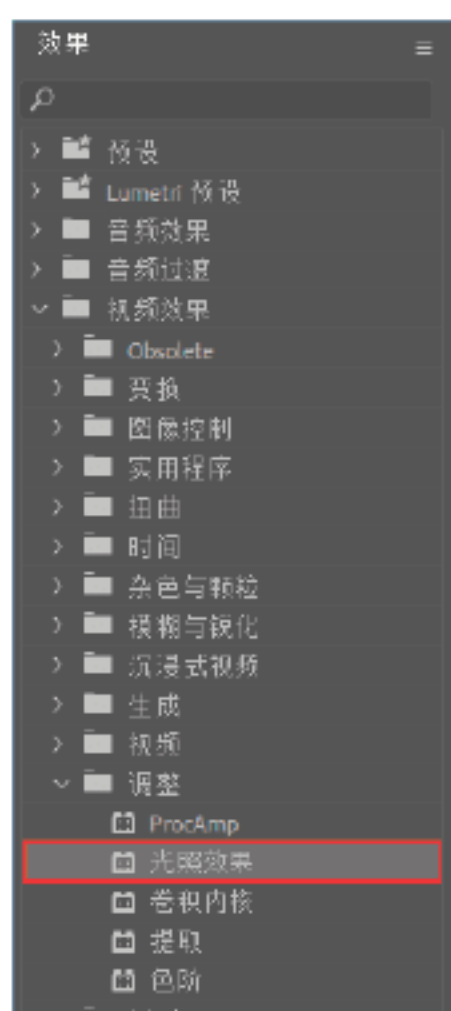 效果
预设
Lumetri 预设
音频效果
音频过渡
视频效果
Obsolete
变换
图像控制
实用程序
扭曲
时间
杂色与颗粒
模糊与锐化
沉浸式视频
生成
视频
调整
ProcAmp
光照效果
卷积内核
提取
色阶